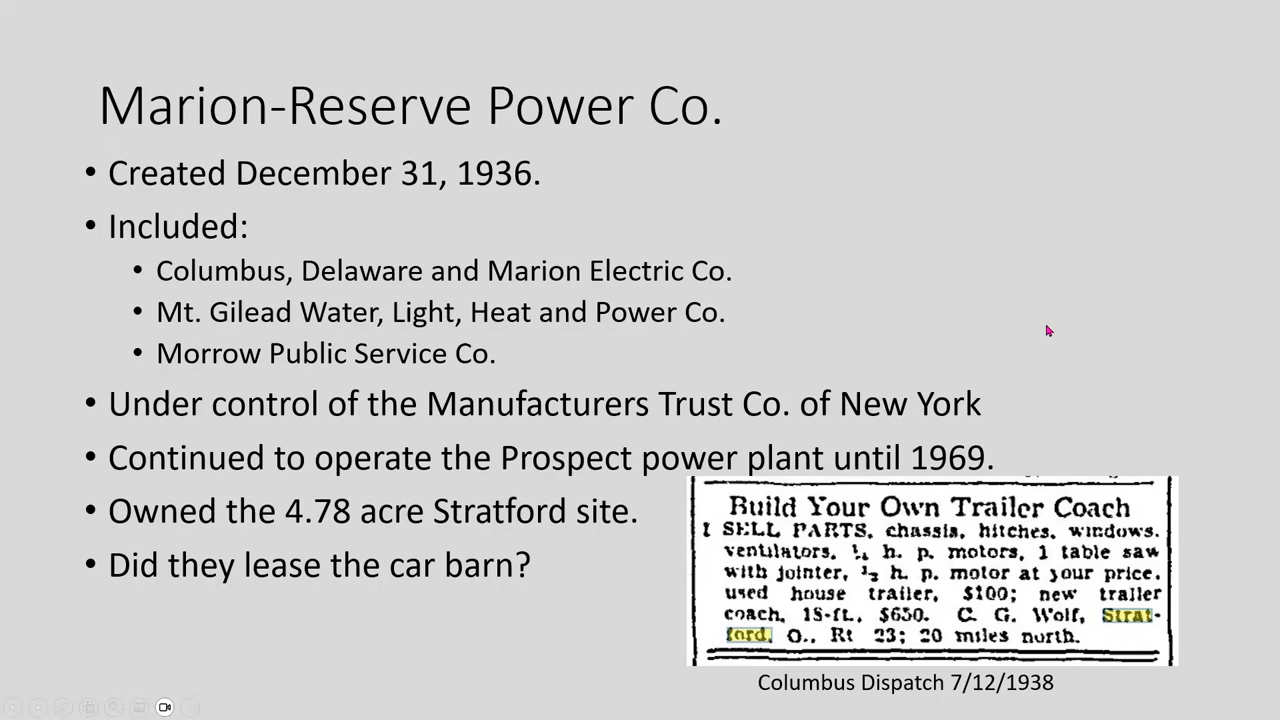 Marion-Reserve Power Co.
• Created December 31, 1936.
• Included:
• Columbus, Delaware and Marion Electric Co.
• Mt. Gilead Water, Light, Heat and Power Co.
• Morrow Public Service Co.
• Under control of the Manufacturers Trust Co. of New York
• Continued to operate the Prospect power plant until 1969.
• Owned the 4.78 acre Stratford site.
• Did they lease the car barn?
Build Your Own Trailer Coach
I SELL PARTS, chassis, hitches, windows,
ventilators, ¼ h. p. motors, 1 table saw
with jointer, ½ h. p. motor at your price,
used house trailer, $100; new trailer
coach, 18-ft., $650. C. G. Wolf, Strat-
ford, O., Rt 23; 20 miles north.
Columbus Dispatch 7/12/1938